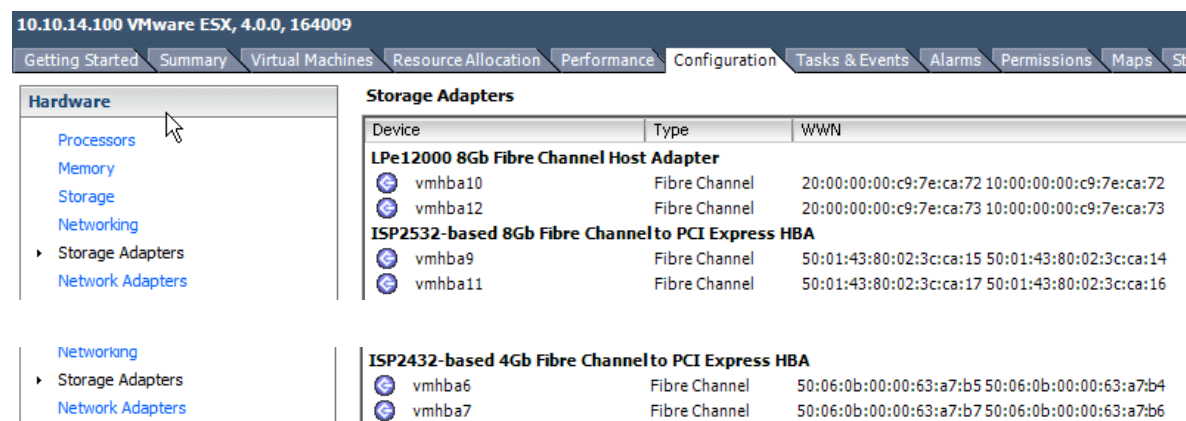 10.10.14.100 VMware ESX, 4.0.0, 164009
Getting Started Summary Virtual Machines Resource Allocation Performance Configuration Tasks & Events Alarms Permissions Maps St
Hardware
Processors
Memory
Storage
Networking
Storage Adapters
Network Adapters
Storage Adapters
Device Type WWN
LPe12000 8Gb Fibre Channel Host Adapter
vmhba10 Fibre Channel 20:00:00:00:c9:7e:ca:72 10:00:00:00:c9:7e:ca:72
vmhba12 Fibre Channel 20:00:00:00:c9:7e:ca:73 10:00:00:00:c9:7e:ca:73
ISP2532-based 8Gb Fibre Channel to PCI Express HBA
vmhba9 Fibre Channel 50:01:43:80:02:3c:ca:15 50:01:43:80:02:3c:ca:14
vmhba11 Fibre Channel 50:01:43:80:02:3c:ca:17 50:01:43:80:02:3c:ca:16
Networking
Storage Adapters
Network Adapters
ISP2432-based 4Gb Fibre Channel to PCI Express HBA
vmhba6 Fibre Channel 50:06:0b:00:00:63:a7:b5 50:06:0b:00:00:63:a7:b4
vmhba7 Fibre Channel 50:06:0b:00:00:63:a7:b7 50:06:0b:00:00:63:a7:b6